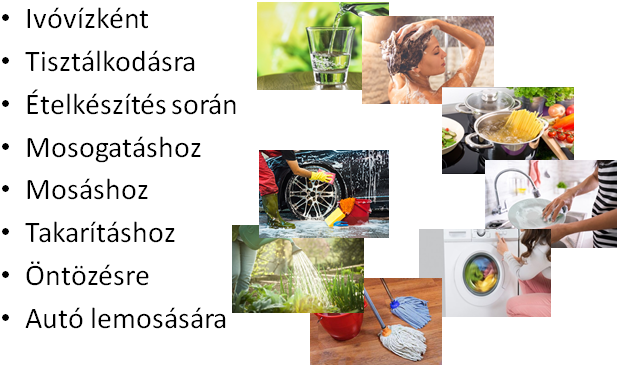 • Ivóvízként
• Tisztálkodásra
• Ételkészítés során
• Mosogatáshoz
• Mosáshoz
• Takarításhoz
• Öntözésre
• Autó lemosására